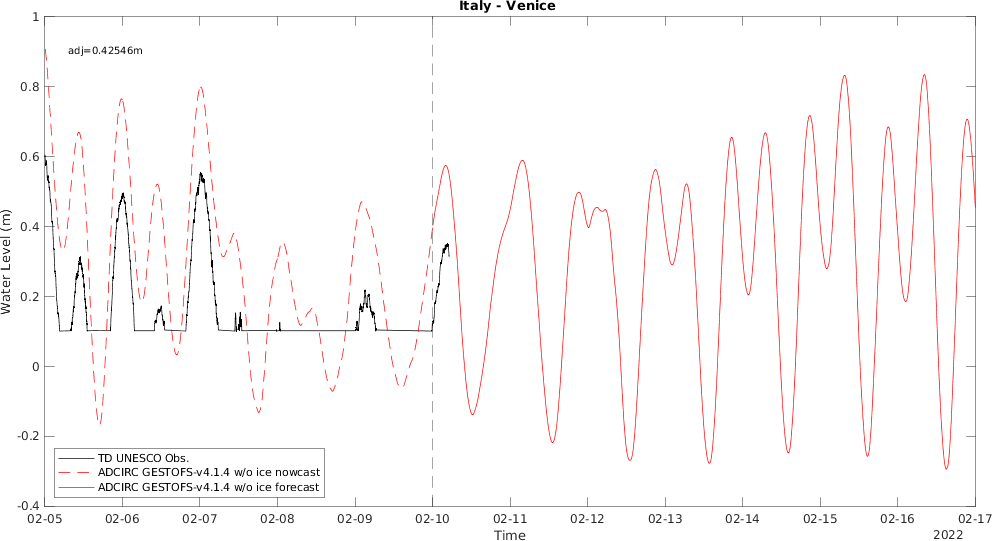 Italy - Venice
adj=0.42546m
Water Level (m)
1
0.8
0.6
0.4
0.2
0
-0.2
-0.4
TD UNESCO Obs.
ADCIRC GESTOFS-v4.1.4 w/o ice nowcast
ADCIRC GESTOFS-v4.1.4 w/o ice forecast
02-05 02-06 02-07 02-08 02-09 02-10 02-11 02-12 02-13 02-14 02-15 02-16 02-17
Time
2022